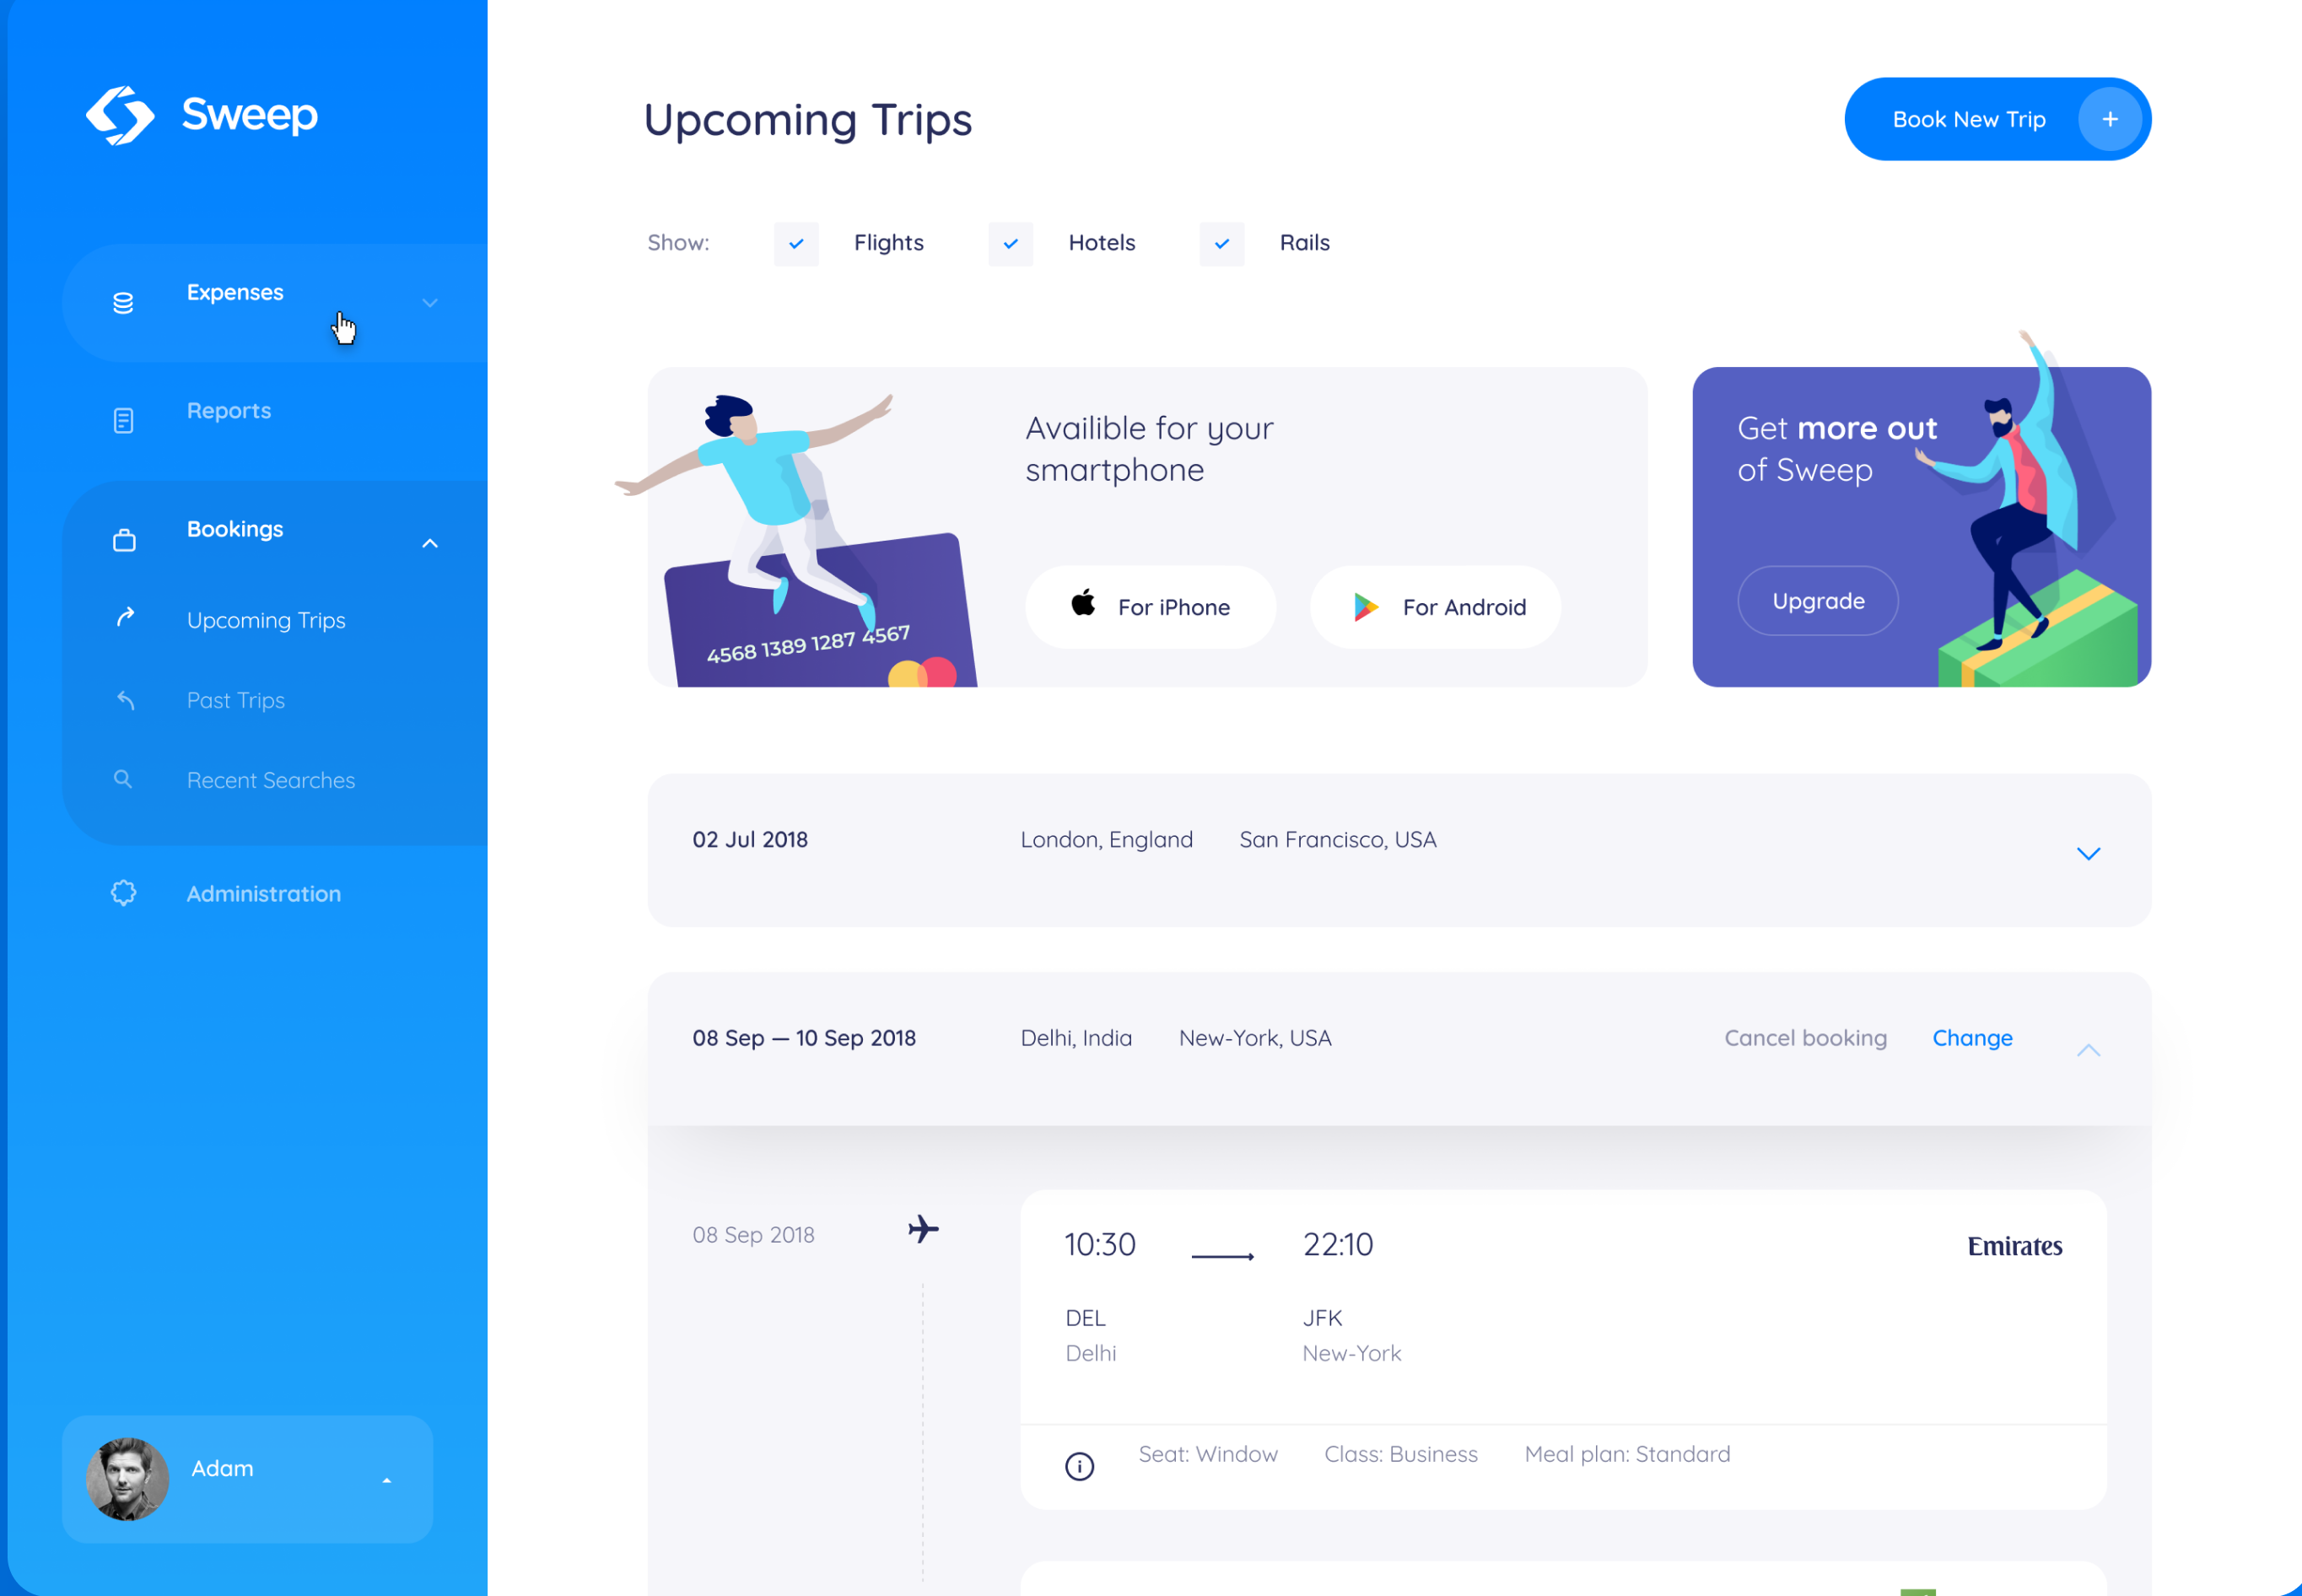 Sweep
Expenses
Reports
Bookings
Upcoming Trips
Past Trips
Recent Searches
Administration
Adam
Upcoming Trips
Book New Trip
Show:
Flights
Hotels
Rails
4568 1389 1287 4567
Availible for your
smartphone
For iPhone
For Android
Get more out
of Sweep
Upgrade
02 Jul 2018
London, England
San Francisco, USA
08 Sep — 10 Sep 2018
Delhi, India
New-York, USA
Cancel booking
Change
08 Sep 2018
10:30
22:10
Emirates
DEL
JFK
Delhi
New-York
Seat: Window
Class: Business
Meal plan: Standard